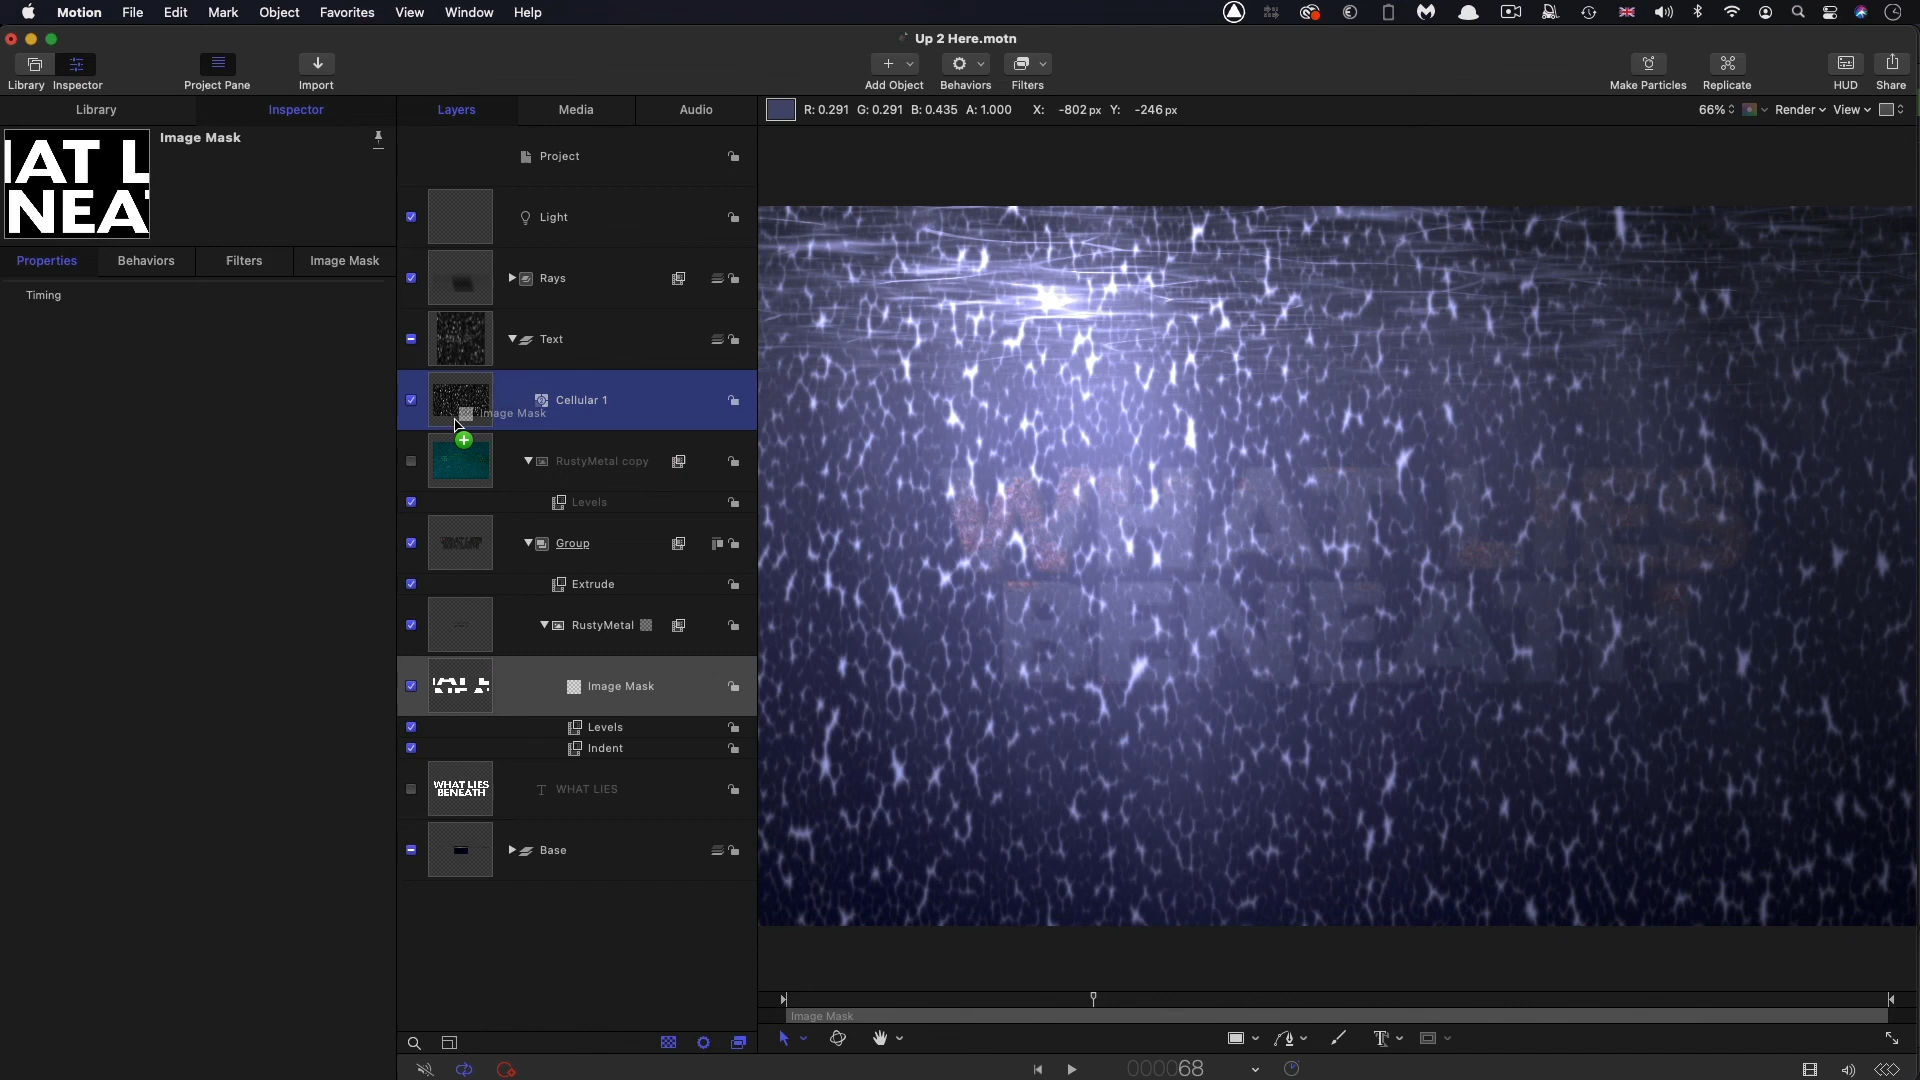 Motion File Edit Mark Object Favorites View Window Help
Up 2 Here.motn
Library Inspector Project Pane Import Add Object Behaviors Filters Make Particles Replicate HUD Share
Library Inspector Layers Media Audio R: 0.291 G: 0.291 B: 0.435 A: 1.000 X: -802 px Y: -246 px 66% Render View
Image Mask
Properties Behaviors Filters Image Mask
Timing
Project
Light
Rays
Text
Cellular 1
Image Mask
RustyMetal copy
Levels
Group
Extrude
RustyMetal
Image Mask
Levels
Indent
WHAT LIES
BENEATH
WHAT LIES
Base
WHAT LIES
BENEATH
Image Mask
T
00068